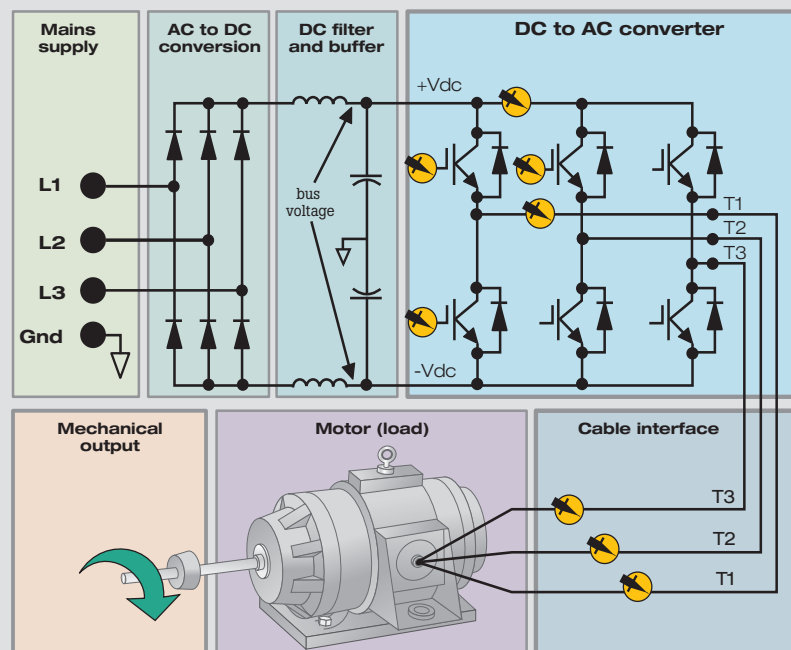 Mains
supply
AC to DC
conversion
DC filter
and buffer
DC to AC converter
+Vdc
L1
bus
voltage
T1
L2
T2
T3
L3
Gnd
-Vdc
Mechanical
output
Motor (load)
Cable interface
T3
T2
T1